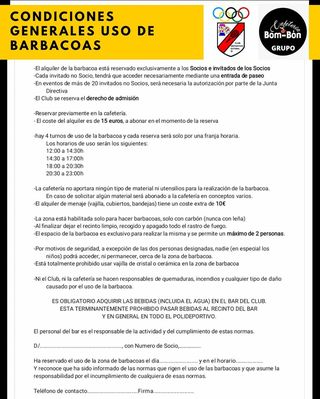 CONDICIONES
GENERALES USO DE
BARBACOAS
Cafetería
Bóm-Bón
GRUPO
-El alquiler de la barbacoa está reservado exclusivamente a los Socios e invitados de los Socios
-Cada invitado no Socio, tendrá que acceder necesariamente mediante una entrada de paseo
-En eventos de más de 20 invitados no Socios, será necesaria la autorización por parte de la Junta
Directiva
-El Club se reserva el derecho de admisión
-Reservar previamente en la cafetería.
- El coste del alquiler es de 15 euros, a abonar en el momento de la reserva
-hay 4 turnos de uso de la barbacoa y cada reserva será solo por una franja horaria.
Los horarios de uso serán los siguientes:
12:00 a 14:30h
14:30 a 17:00h
18:00 a 20:30h
20:30 a 23:00h
-La cafetería no aportara ningún tipo de material ni utensilios para la realización de la barbacoa.
En caso de solicitar algún material será abonado a la cafetería en conceptos varios.
-El alquiler de menaje (vajilla, cubiertos, bandejas) tiene un coste extra de 10€
-La zona está habilitada solo para hacer barbacoas, solo con carbón (nunca con leña)
-Al finalizar dejar el recinto limpio, recogido y apagado todo el rastro de fuego.
-El espacio de la barbacoa es exclusivo para realizar la misma y se permite un máximo de 2 personas.
-Por motivos de seguridad, a excepción de las dos personas designadas, nadie (en especial los
niños) podrá acceder, ni permanecer, cerca de la zona de barbacoa.
-Está totalmente prohibido usar vajilla de cristal o cerámica en la zona de barbacoa
-Ni el Club, ni la cafetería se hacen responsables de quemaduras, incendios y cualquier tipo de daño
causado por el uso de la barbacoa.
ES OBLIGATORIO ADQUIRIR LAS BEBIDAS (INCLUIDA EL AGUA) EN EL BAR DEL CLUB.
ESTA TERMINANTEMENTE PROHIBIDO PASAR BEBIDAS AL RECINTO DEL BAR
Y EN GENERAL EN TODO EL POLIDEPORTIVO.
El personal del bar es el responsable de la actividad y del cumplimiento de estas normas.
D/............................................, con Numero de Socio,............
Ha reservado el uso de la zona de barbacoas el día.................... y en el horario..............
Y reconoce que ha sido informado de las normas que rigen el uso de las barbacoas y que asume la
responsabilidad por el incumplimiento de cualquiera de estas normas.
Teléfono de contacto..........................Firma....................